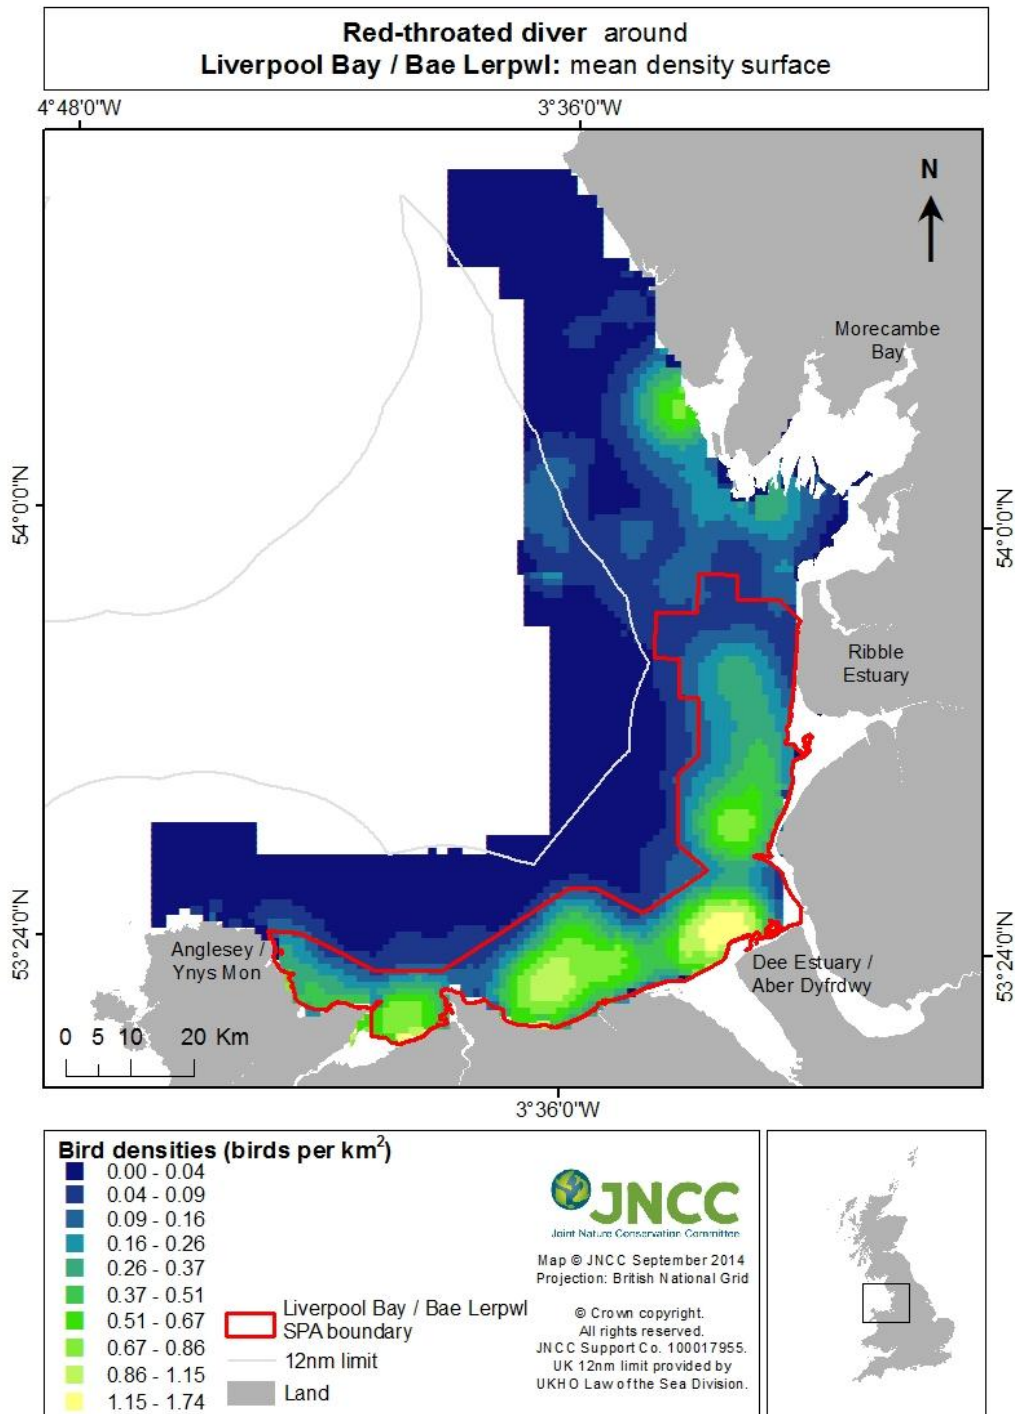 Red-throated diver around
Liverpool Bay / Bae Lerpwl: mean density surface
4°48'0"W
3°36'0"W
N
Morecambe
Bay
54°0'0"N
54°0'0"N
Ribble
Estuary
53°24'0"N
53°24'0"N
Anglesey /
Ynys Mon
Dee Estuary /
Aber Dyfrdwy
0 5 10 20 Km
3°36'0"W
Bird densities (birds per km²)
0.00 - 0.04
0.04 - 0.09
0.09 - 0.16
0.16 - 0.26
0.26 - 0.37
0.37 - 0.51
0.51 - 0.67
0.67 - 0.86
0.86 - 1.15
1.15 - 1.74
Liverpool Bay / Bae Lerpwl
SPA boundary
12nm limit
Land
JNCC
Joint Nature Conservation Committee
Map © JNCC September 2014
Projection: British National Grid
© Crown copyright.
All rights reserved.
JNCC Support Co. 100017955.
UK 12nm limit provided by
UKHO Law of the Sea Division.